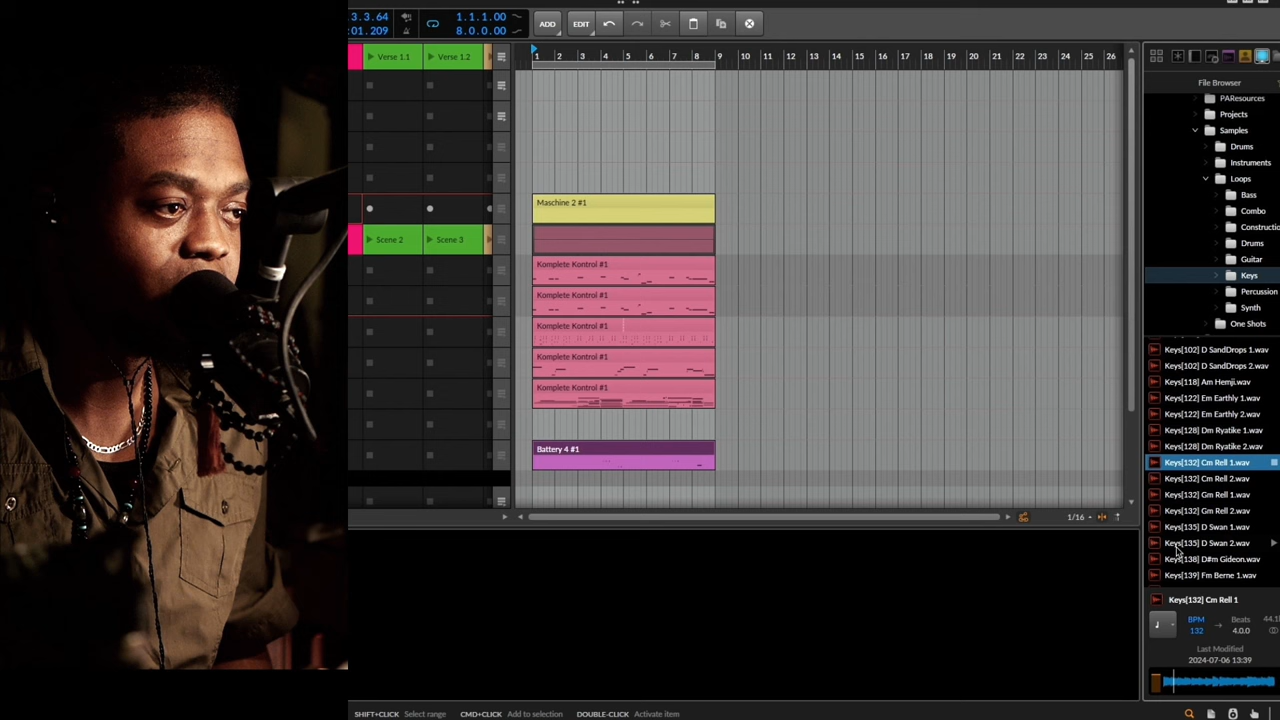 3.3.64
1.1.1.00
01.209
8.0.0.00
ADD
EDIT
Verse 1.1
Verse 1.2
1 2 3 4 5 6 7 8 9 10 11 12 13 14 15 16 17 18 19 20 21 22 23 24 25 26
File Browser
PAResources
Projects
Samples
Drums
Instruments
Loops
Bass
Combo
Constructio
Drums
Guitar
Keys
Percussion
Synth
One Shots
Maschine 2 #1
Scene 2
Scene 3
Komplete Kontrol #1
Komplete Kontrol #1
Komplete Kontrol #1
Komplete Kontrol #1
Komplete Kontrol #1
Battery 4 #1
1/16
Keys[102] D SandDrops 1.wav
Keys[102] D SandDrops 2.wav
Keys[118] Am Hemji.wav
Keys[122] Em Earthly 1.wav
Keys[122] Em Earthly 2.wav
Keys[128] Dm Ryatike 1.wav
Keys[128] Dm Ryatike 2.wav
Keys[132] Cm Rell 1.wav
Keys[132] Cm Rell 2.wav
Keys[132] Gm Rell 1.wav
Keys[132] Gm Rell 2.wav
Keys[135] D Swan 1.wav
Keys[135] D Swan 2.wav
Keys[138] D#m Gideon.wav
Keys[139] Fm Berne 1.wav
Keys[132] Cm Rell 1
BPM
Beats
44.1
132
4.0.0
Last Modified
2024-07-06 13:39
SHIFT+CLICK Select range CMD+CLICK Add to selection DOUBLE-CLICK Activate item